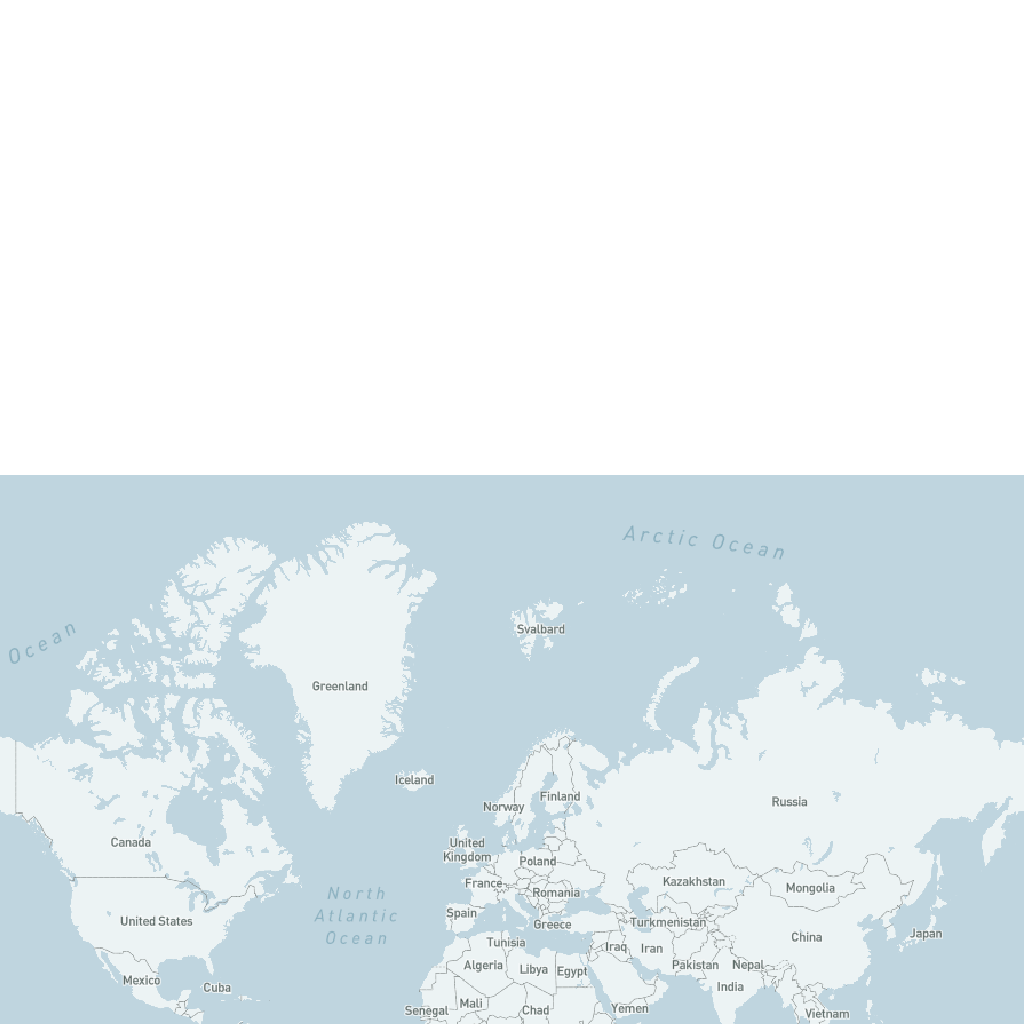 Arctic Ocean
Ocean
Svalbard
Greenland
Iceland
Finland
Norway
Russia
Canada
United
Kingdom
Poland
France
Kazakhstan
Mongolia
Romania
North
Atlantic
Ocean
United States
Spain
Greece
Turkmenistan
Japan
China
Tunisia
Iraq
Iran
Algeria
Libya
Egypt
Pakistan
Nepal
Mexico
Cuba
India
Mali
Senegal
Chad
Yemen
Vietnam